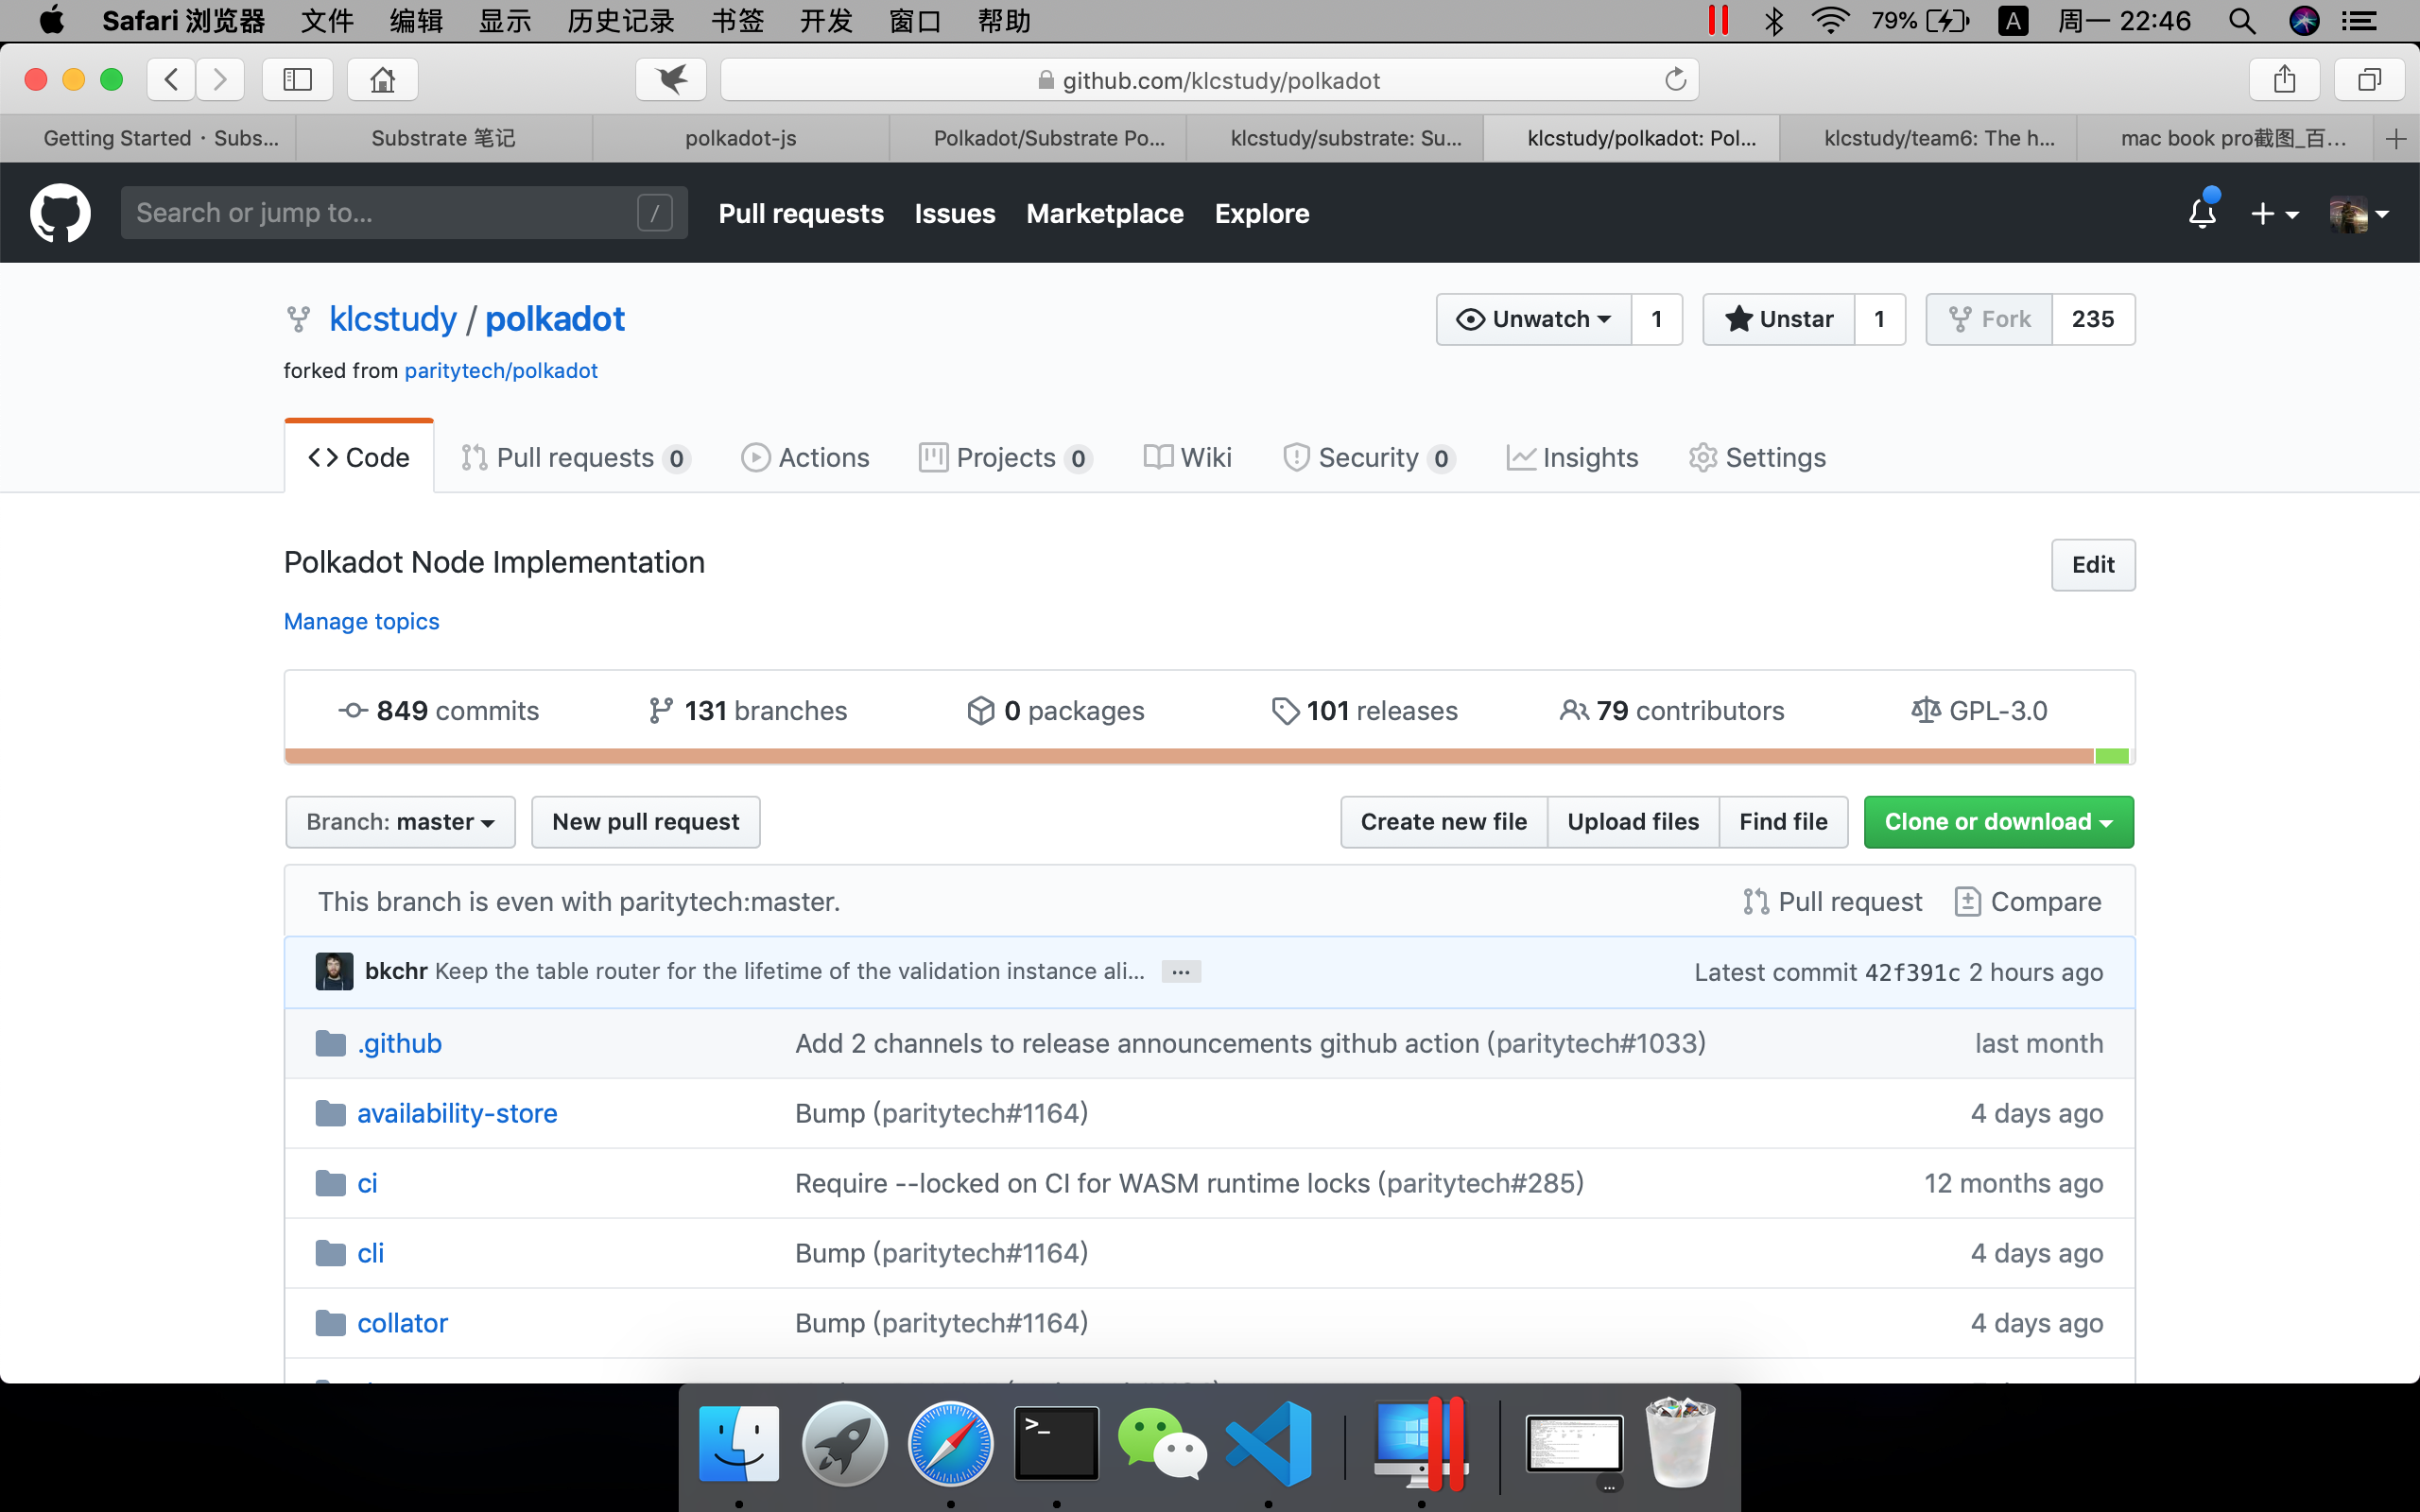 Safari 浏览器 文件 编辑 显示 历史记录 书签 开发 窗口 帮助 79% A 周一 22:46
github.com/klcstudy/polkadot
Getting Started · Subs... Substrate 笔记 polkadot-js Polkadot/Substrate Po... klcstudy/substrate: Su... klcstudy/polkadot: Pol... klcstudy/team6: The h... mac book pro截图_百...
Search or jump to... / Pull requests Issues Marketplace Explore
klcstudy / polkadot Unwatch 1 Unstar 1 Fork 235
forked from paritytech/polkadot
Code Pull requests 0 Actions Projects 0 Wiki Security 0 Insights Settings
Polkadot Node Implementation Edit
Manage topics
849 commits 131 branches 0 packages 101 releases 79 contributors GPL-3.0
Branch: master New pull request Create new file Upload files Find file Clone or download
This branch is even with paritytech:master. Pull request Compare
bkchr Keep the table router for the lifetime of the validation instance ali... ... Latest commit 42f391c 2 hours ago
.github Add 2 channels to release announcements github action (paritytech#1033) last month
availability-store Bump (paritytech#1164) 4 days ago
ci Require --locked on CI for WASM runtime locks (paritytech#285) 12 months ago
cli Bump (paritytech#1164) 4 days ago
collator Bump (paritytech#1164) 4 days ago
>_